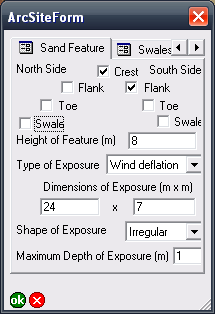 ArcSiteForm
Sand Feature Swales
North Side Crest South Side
Flank Flank
Toe Toe
Swale Swale
Height of Feature (m) 8
Type of Exposure Wind deflation
Dimensions of Exposure (m x m)
24 x 7
Shape of Exposure Irregular
Maximum Depth of Exposure (m) 1
ok